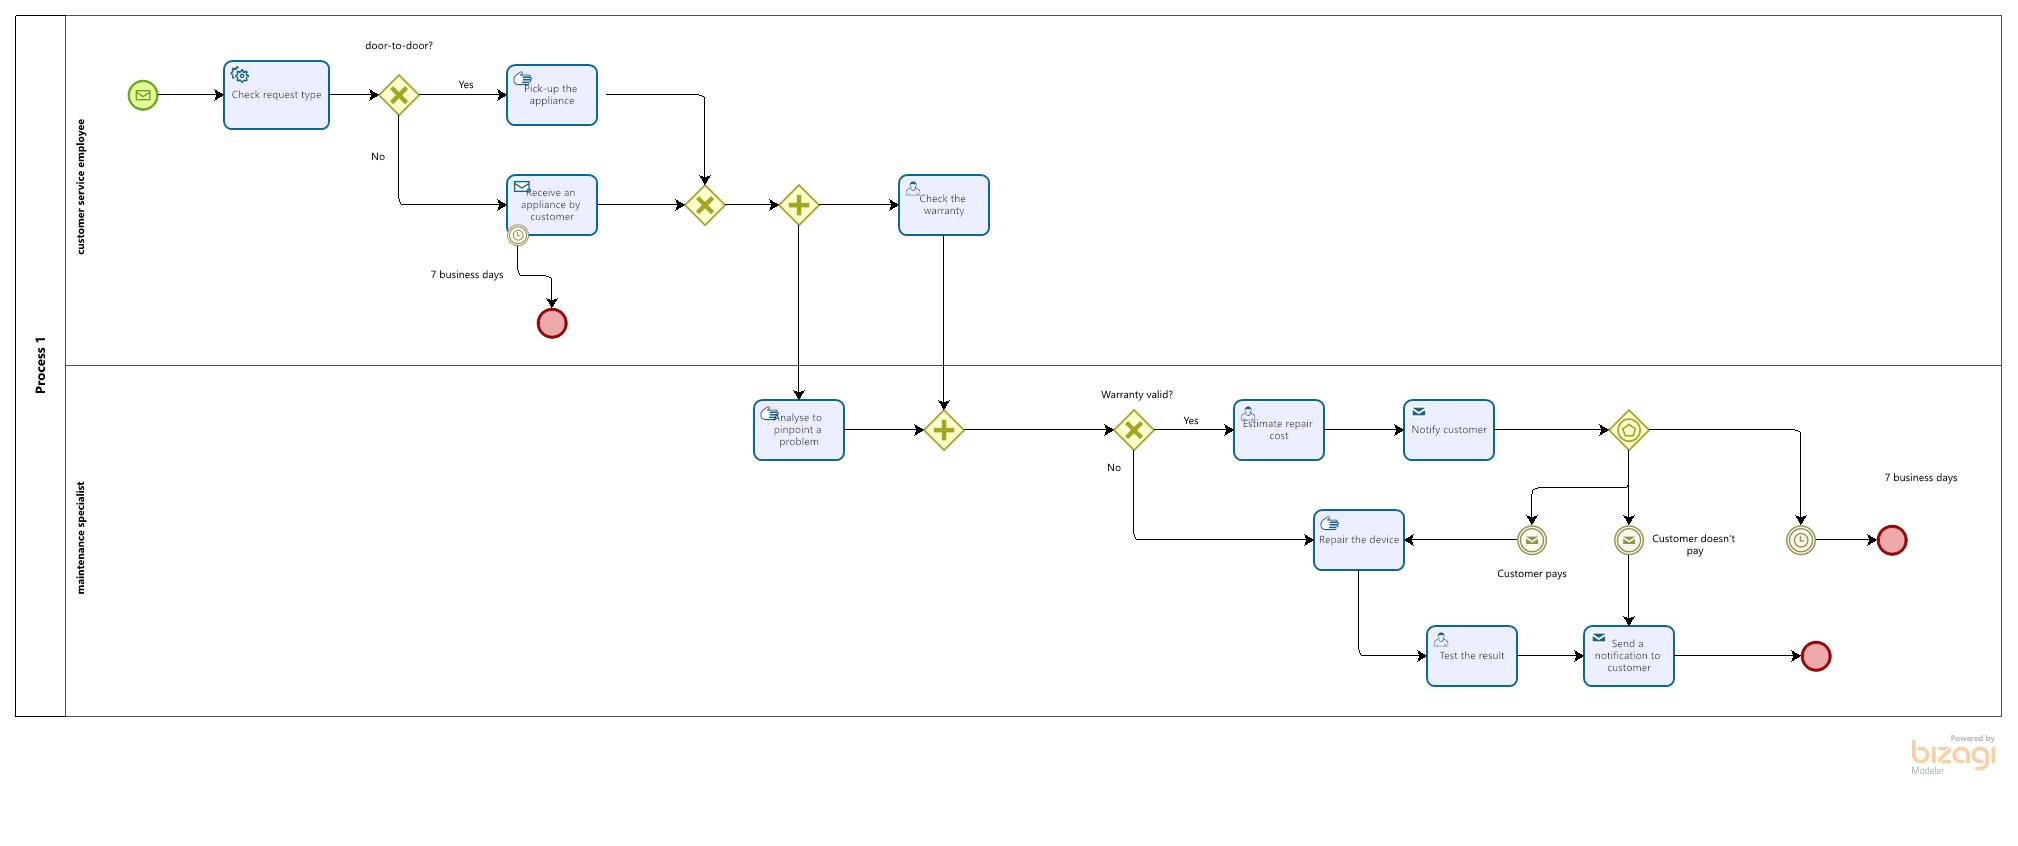 Process 1
customer service employee
door-to-door?
Check request type
Yes
Pick-up the
appliance
No
Receive an
appliance by
customer
Check the
warranty
7 business days
maintenance specialist
Analyse to
pinpoint a
problem
Warranty valid?
Yes
Estimate repair
cost
Notify customer
No
7 business days
Repair the device
Customer pays
Customer doesn't
pay
Test the result
Send a
notification to
customer
Powered by
bizagi
Modeler